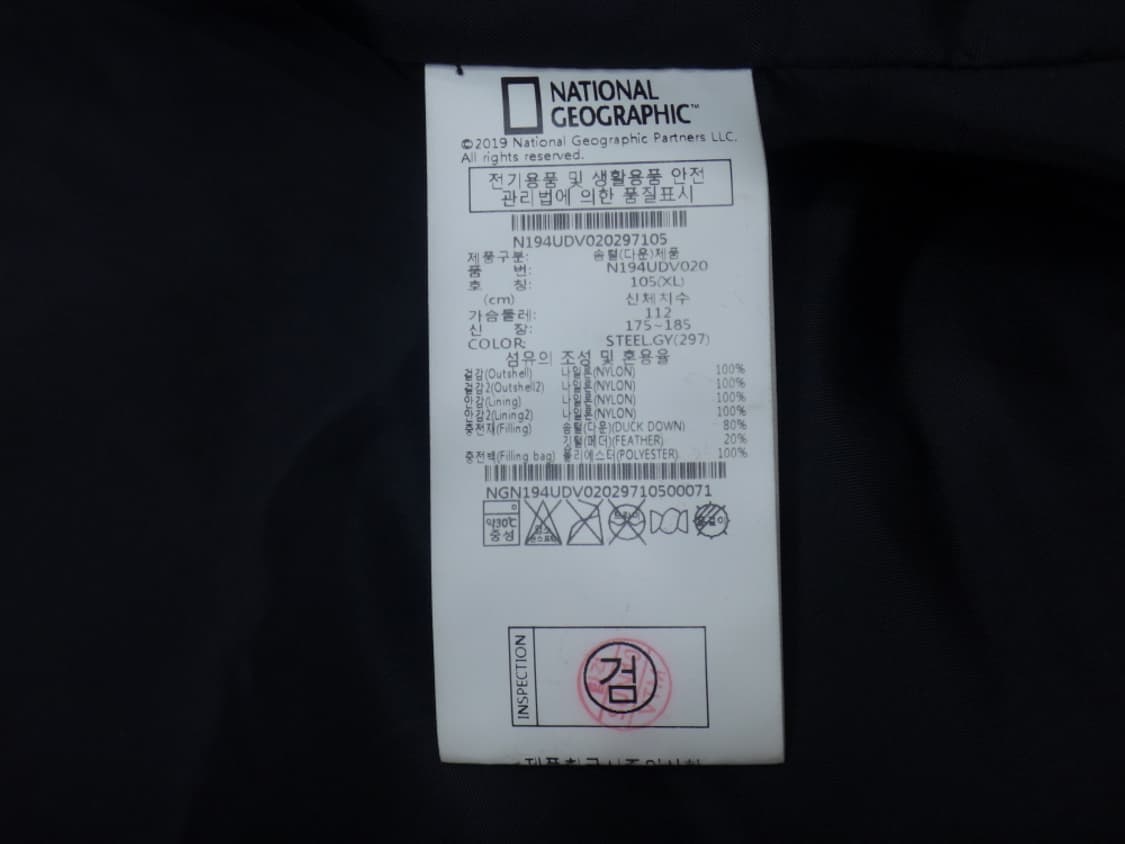 NATIONAL
GEOGRAPHIC™
©2019 National Geographic Partners LLC.
All rights reserved.
전기용품 및 생활용품 안전
관리법에 의한 품질표시
N194UDV020297105
제품구분: 솜털(다운)제품
품 번: N194UDV020
호 칭: 105(XL)
(cm) 신체치수
가슴둘레: 112
신 장: 175~185
COLOR: STEEL.GY(297)
섬유의 조성 및 혼용율
겉감(Outshell) 나일론(NYLON) 100%
겉감2(Outshell2) 나일론(NYLON) 100%
안감(Lining) 나일론(NYLON) 100%
안감2(Lining2) 나일론(NYLON) 100%
충전재(Filling) 솜털(다운)(DUCK DOWN) 80%
깃털(페더)(FEATHER) 20%
충전백(Filling bag) 폴리에스터(POLYESTER) 100%
NGN194UDV02029710500071
약30℃
중성
INSPECTION
검